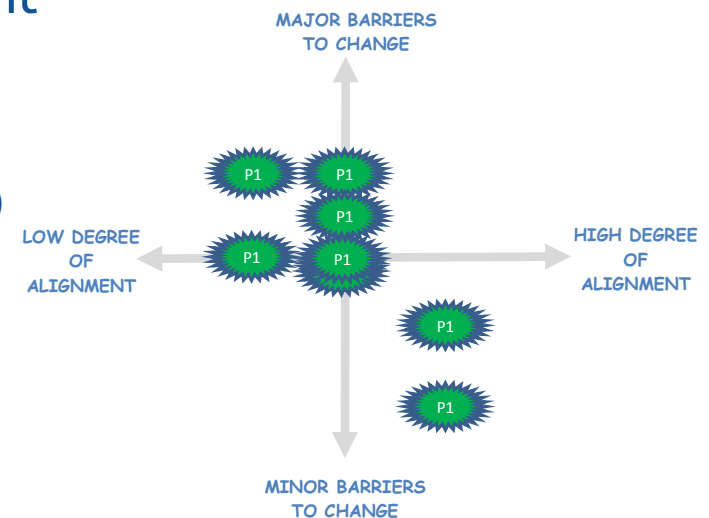 MAJOR BARRIERS
TO CHANGE
P1
P1
P1
LOW DEGREE
OF
ALIGNMENT
P1
P1
HIGH DEGREE
OF
ALIGNMENT
P1
P1
MINOR BARRIERS
TO CHANGE